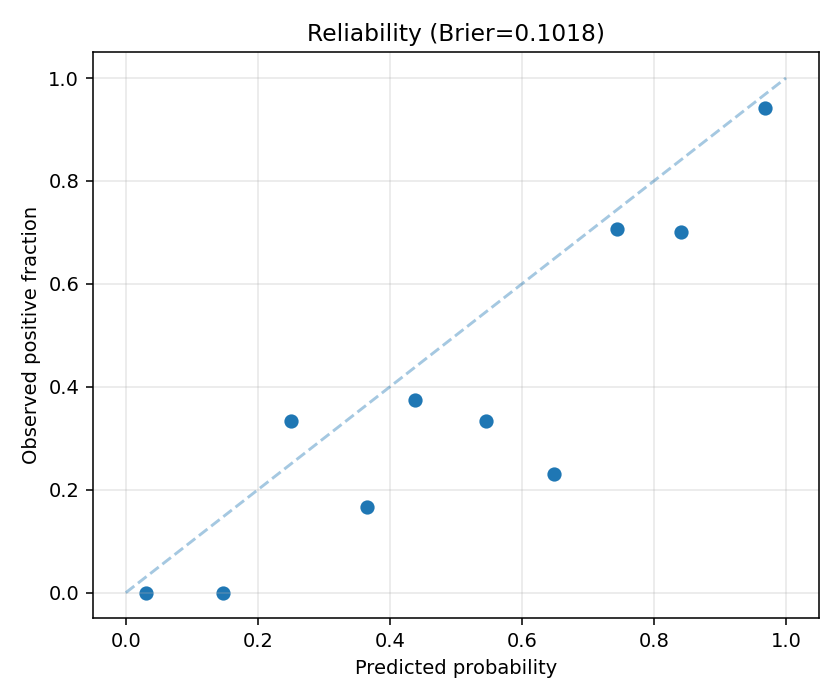 Reliability (Brier=0.1018)
1.0
0.8
0.6
0.4
0.2
0.0
Observed positive fraction
0.0 0.2 0.4 0.6 0.8 1.0
Predicted probability